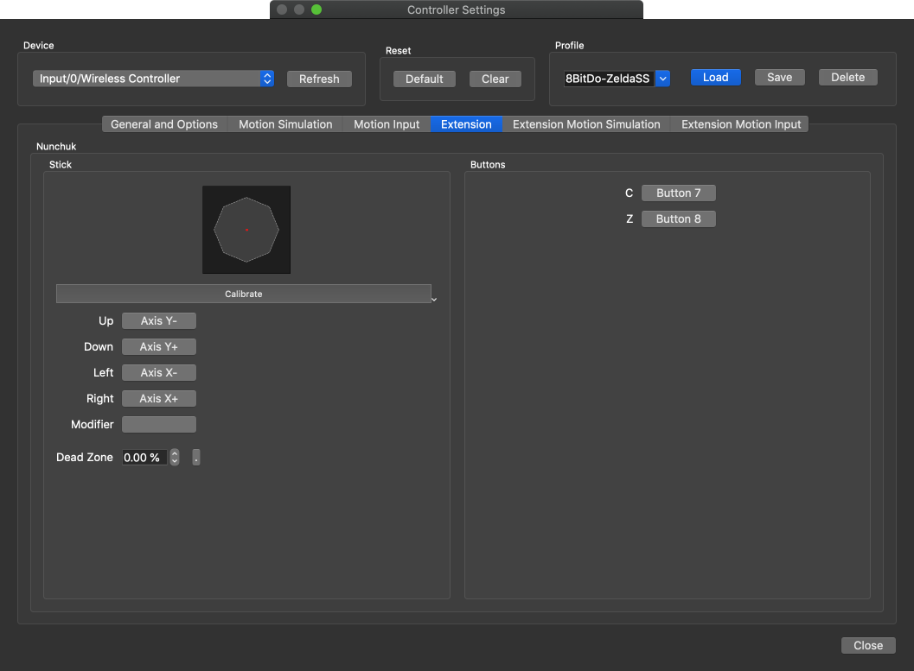 Controller Settings
Device
Input/0/Wireless Controller
Refresh
Reset
Default
Clear
Profile
8BitDo-ZeldaSS
Load
Save
Delete
General and Options
Motion Simulation
Motion Input
Extension
Extension Motion Simulation
Extension Motion Input
Nunchuk
Stick
Calibrate
Up Axis Y-
Down Axis Y+
Left Axis X-
Right Axis X+
Modifier
Dead Zone 0.00 % .
Buttons
C Button 7
Z Button 8
Close